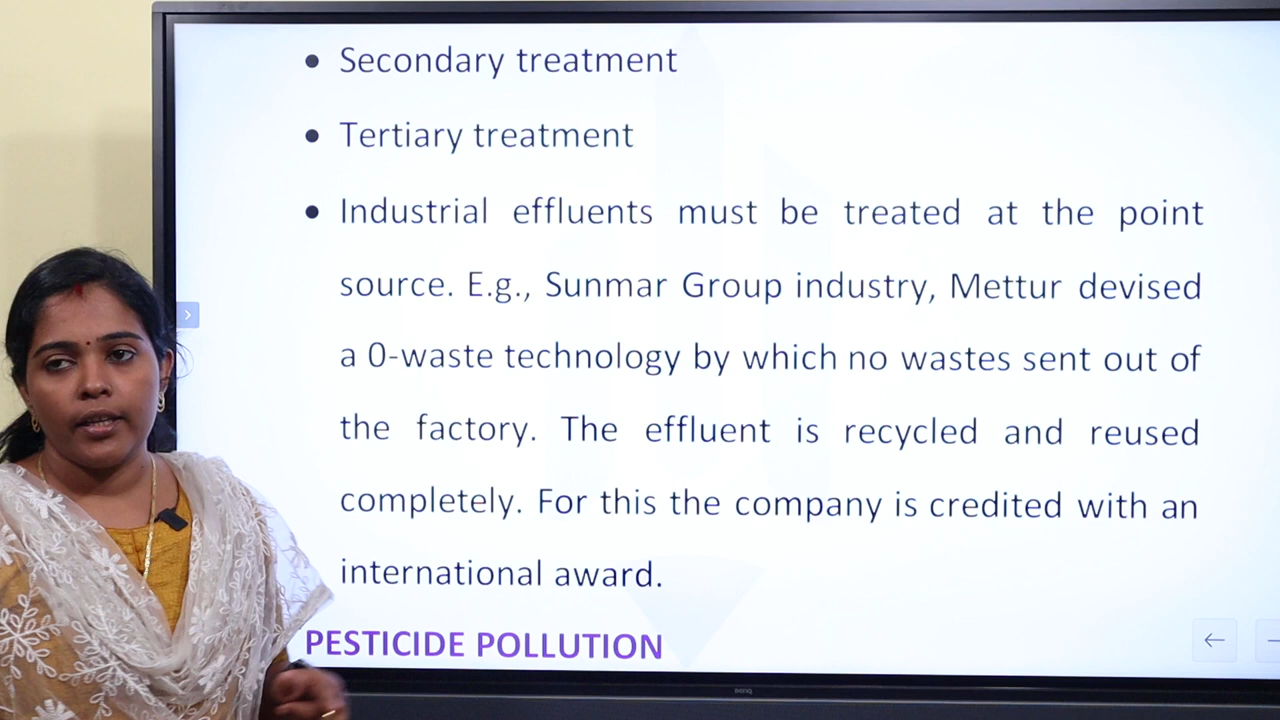 • Secondary treatment
• Tertiary treatment
• Industrial effluents must be treated at the point
source. E.g., Sunmar Group industry, Mettur devised
a 0-waste technology by which no wastes sent out of
the factory. The effluent is recycled and reused
completely. For this the company is credited with an
international award.
PESTICIDE POLLUTION
BenQ